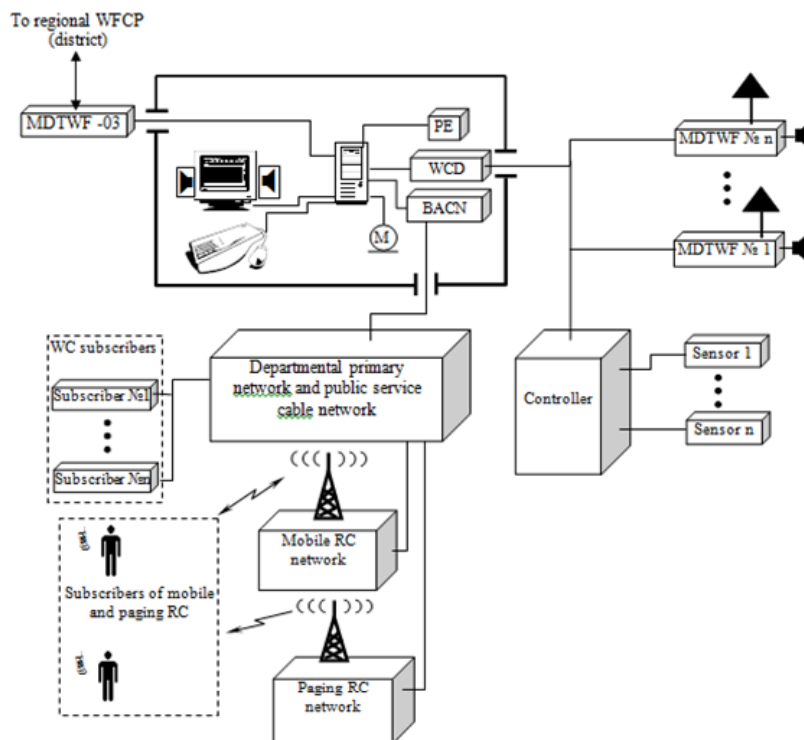 To regional WFCP
(district)
MDTWF -03
PE
WCD
BACN
M
MDTWF № n
MDTWF № 1
WC subscribers
Subscriber №1
Subscriber №n
Departmental primary
network and public service
cable network
Controller
Sensor 1
Sensor n
Mobile RC
network
Subscribers of mobile
and paging RC
Paging RC
network